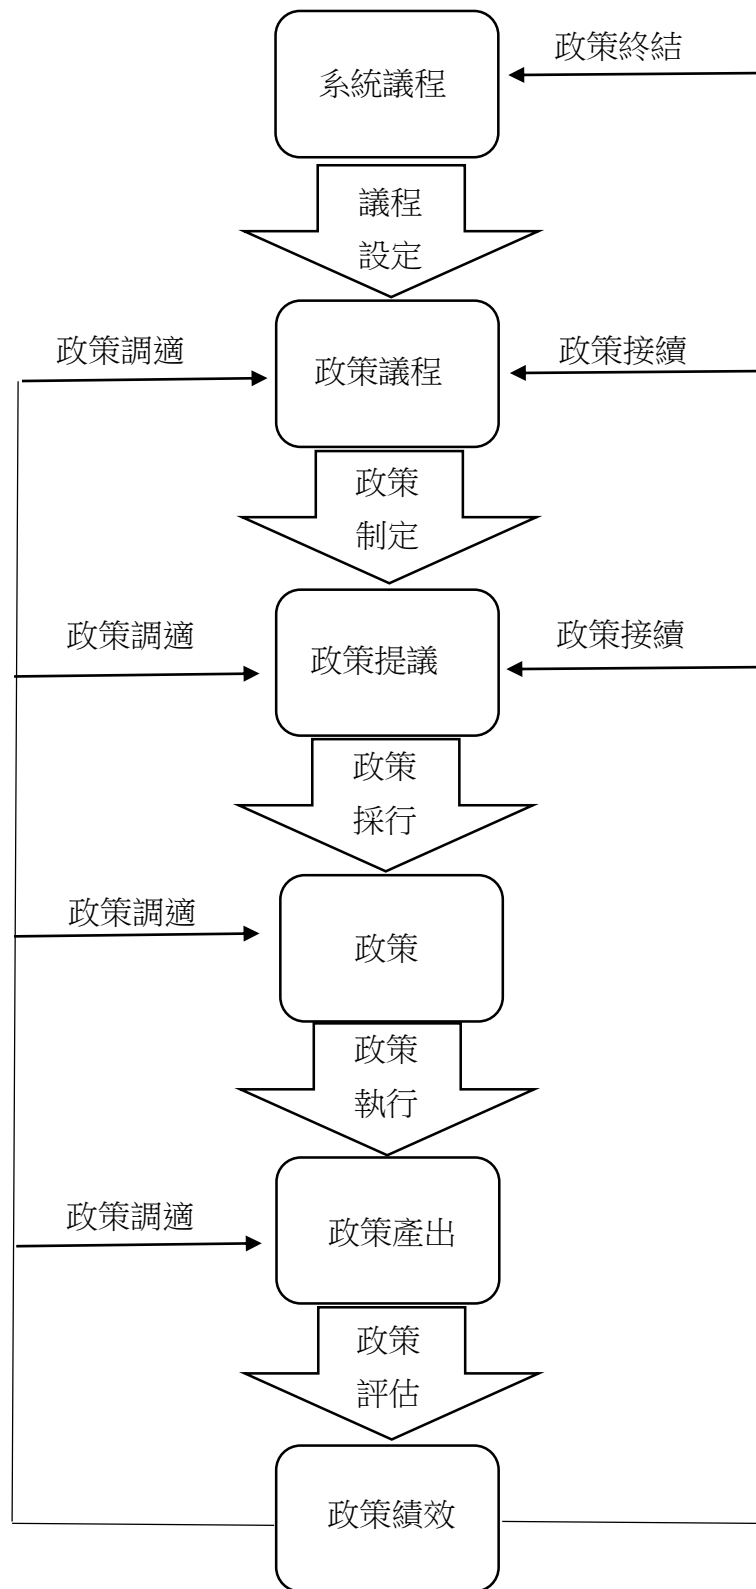 政策終結
系統議程
議程
設定
政策調適
政策接續
政策議程
政策
制定
政策調適
政策接續
政策提議
政策
採行
政策調適
政策
政策
執行
政策調適
政策產出
政策
評估
政策績效